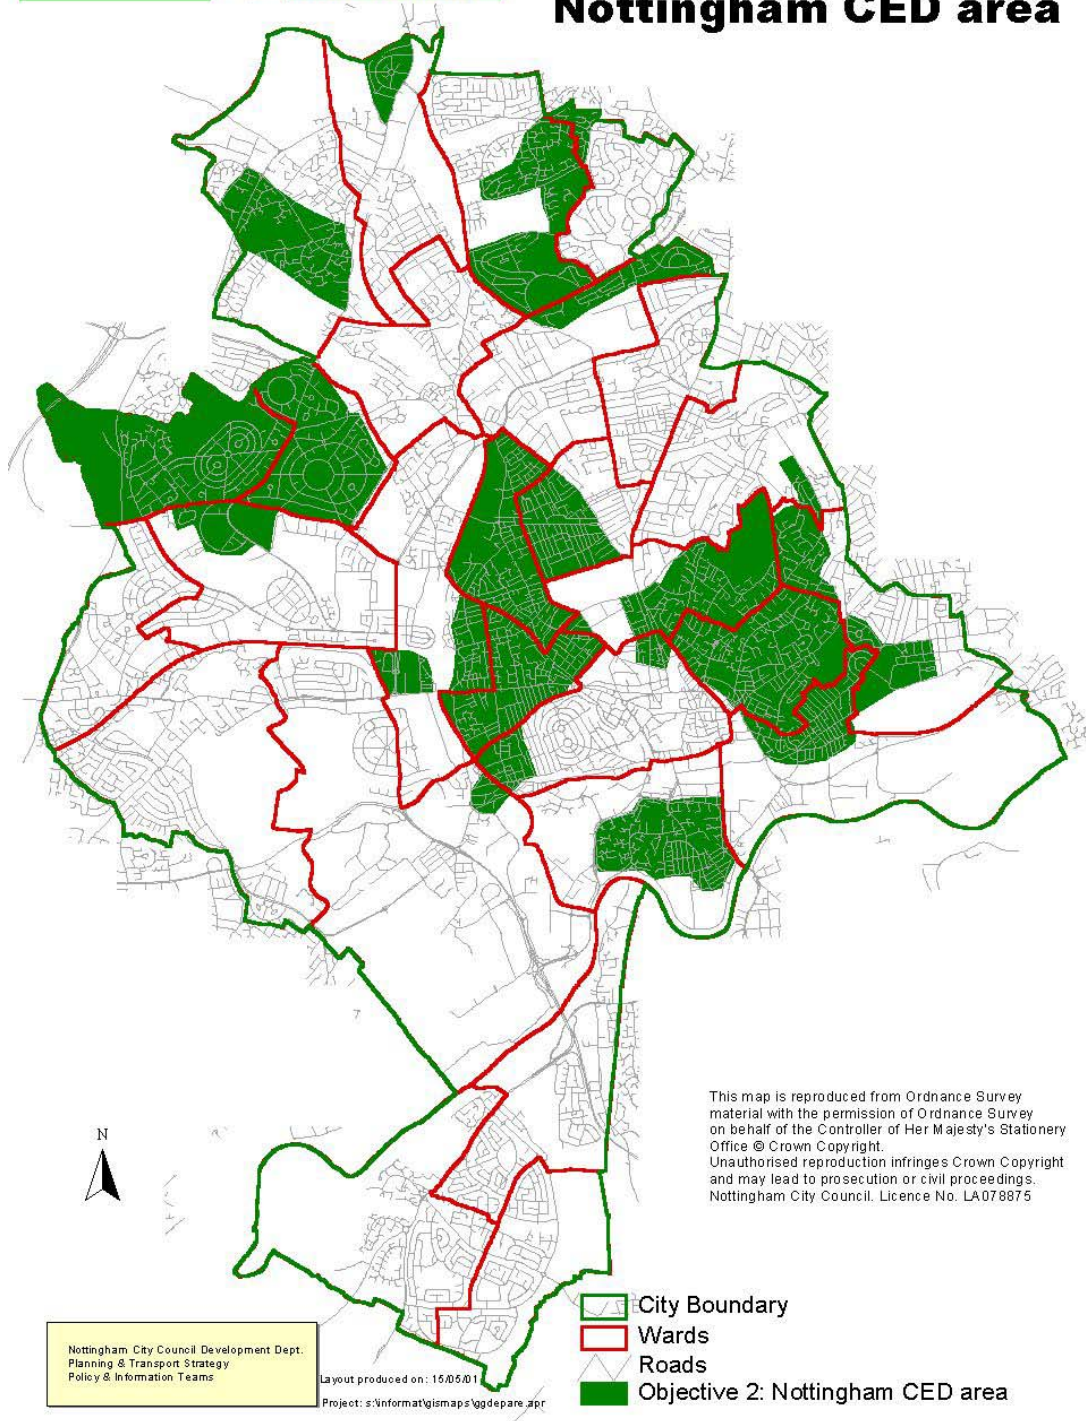 Nottingham CED area
This map is reproduced from Ordnance Survey
material with the permission of Ordnance Survey
on behalf of the Controller of Her Majesty's Stationery
Office © Crown Copyright.
Unauthorised reproduction infringes Crown Copyright
and may lead to prosecution or civil proceedings.
Nottingham City Council. Licence No. LA078875
N
City Boundary
Wards
Roads
Objective 2: Nottingham CED area
Nottingham City Council Development Dept.
Planning & Transport Strategy
Policy & Information Teams
Layout produced on: 15/05/01
Project: s:\informat\gismaps\ggdepare.apr